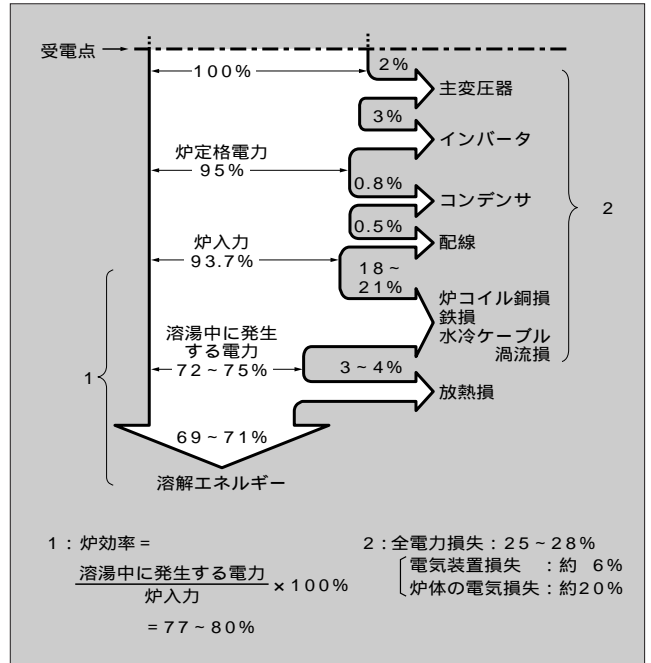 受電点
100%
2%
主変圧器
3%
インバータ
炉定格電力
95%
0.8%
コンデンサ
2
0.5%
配線
炉入力
93.7%
18~
21%
炉コイル銅損
鉄損
水冷ケーブル
渦流損
溶湯中に発生
する電力
72~75%
3~4%
放熱損
1
69~71%
溶解エネルギー
1:炉効率=
溶湯中に発生する電力
炉入力
×100%
=77~80%
2:全電力損失:25~28%
電気装置損失 :約 6%
炉体の電気損失:約20%